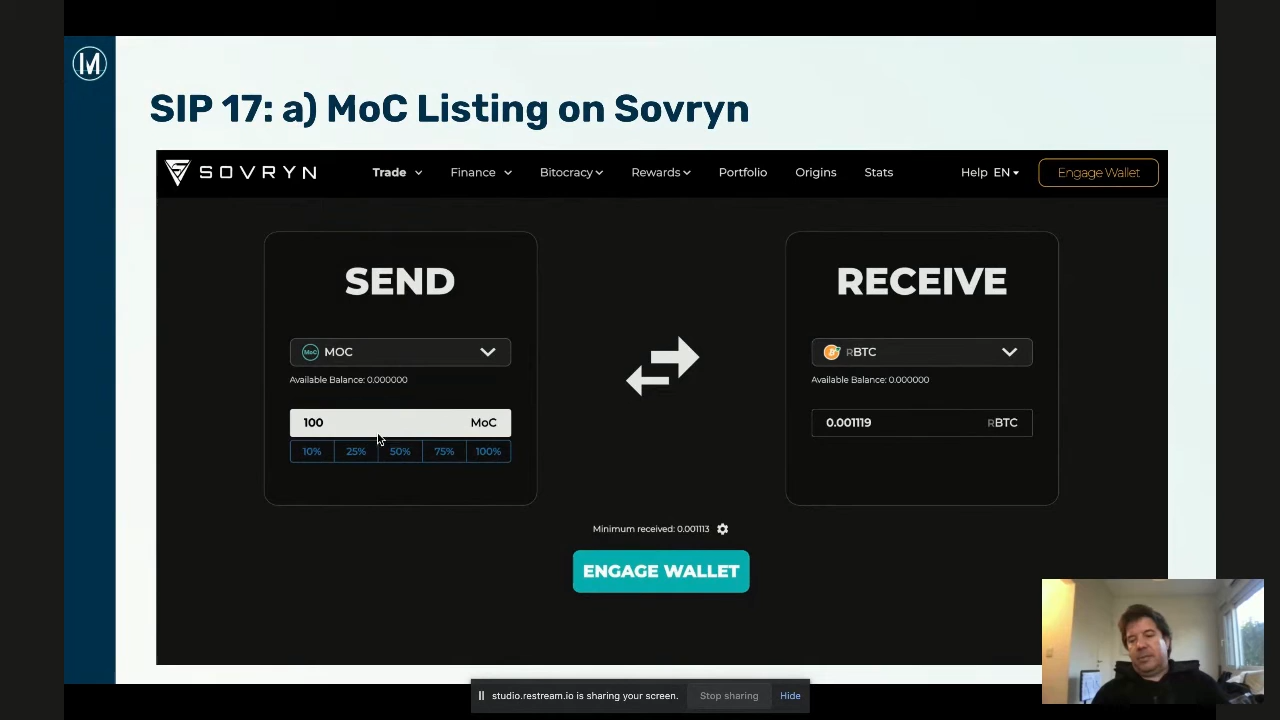 M
SIP 17: a) MoC Listing on Sovryn
SOVRYN Trade Finance Bitocracy Rewards Portfolio Origins Stats Help EN Engage Wallet
SEND
MoC MOC
Available Balance: 0.000000
100 MoC
10% 25% 50% 75% 100%
RECEIVE
RBTC
Available Balance: 0.000000
0.001119 RBTC
Minimum received: 0.001113
ENGAGE WALLET
studio.restream.io is sharing your screen. Stop sharing Hide